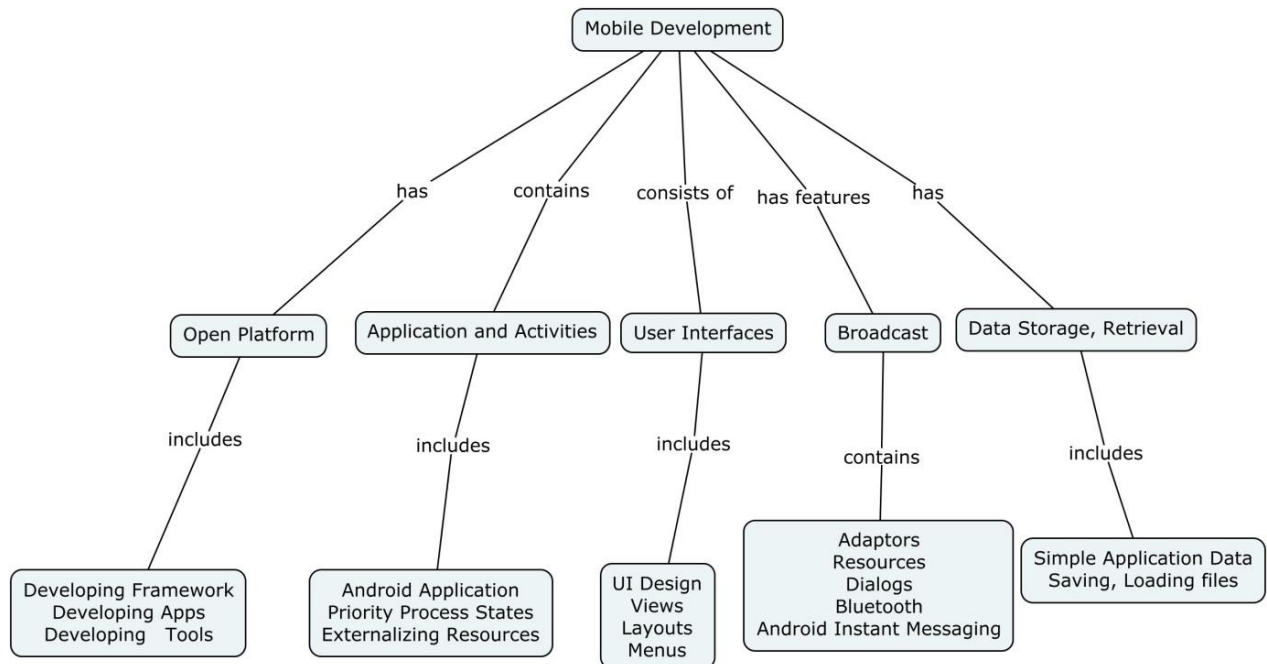 Mobile Development
has
contains
consists of
has features
has
Open Platform
Application and Activities
User Interfaces
Broadcast
Data Storage, Retrieval
includes
includes
includes
contains
includes
Developing Framework
Developing Apps
Developing   Tools
Android Application
Priority Process States
Externalizing Resources
UI Design
Views
Layouts
Menus
Adaptors
Resources
Dialogs
Bluetooth
Android Instant Messaging
Simple Application Data
Saving, Loading files